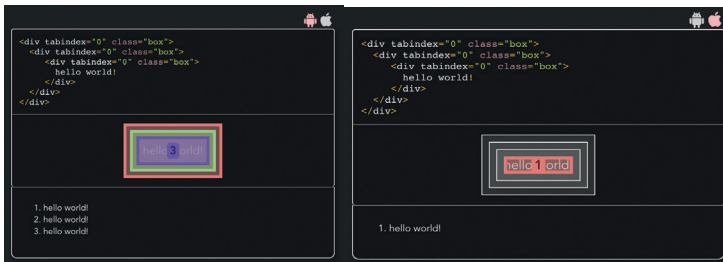 <div tabindex="0" class="box">
<div tabindex="0" class="box">
<div tabindex="0" class="box">
hello world!
</div>
</div>
</div>
hello 3 orld!
1. hello world!
2. hello world!
3. hello world!
<div tabindex="0" class="box">
<div tabindex="0" class="box">
<div tabindex="0" class="box">
hello world!
</div>
</div>
</div>
hello 1 orld
1. hello world!